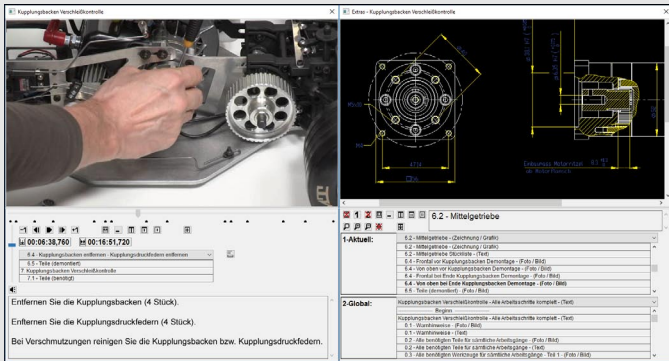 Kupplungsbacken Verschleißkontrolle
-1 +1
00:06:38,760 00:16:51,720
6.4 - Kupplungsbacken entfernen - Kupplungsdruckfedern entfernen
6.5 - Teile (demontiert)
7. Kupplungsbacken Verschleißkontrolle
7.1 - Teile (benötigt)
Entfernen Sie die Kupplungsbacken (4 Stück).
Enfternen Sie die Kupplungsdruckfedern (4 Stück).
Bei Verschmutzungen reinigen Sie die Kupplungsbacken bzw. Kupplungsdruckfedern.
Extras - Kupplungsbacken Verschleißkontrolle
1 2
6.2 - Mittelgetriebe
1-Aktuell:
6.2 - Mittelgetriebe - (Zeichnung / Grafik)
6.2 - Mittelgetriebe - (Zeichnung / Grafik)
6.2 - Mittelgetriebe Stückliste - (Text)
6.4 - Frontal vor Kupplungsbacken Demontage - (Foto / Bild)
6.4 - Von oben vor Kupplungsbacken Demontage - (Foto / Bild)
6.4 - Frontal bei Ende Kupplungsbacken Demontage - (Foto / Bild)
6.4 - Von oben bei Ende Kupplungsbacken Demontage - (Foto / Bild)
6.5 - Teile (demontiert) - (Foto / Bild)
2-Global:
Kupplungsbacken Verschleißkontrolle - Alle Arbeitsschritte komplett - (Text)
Beginn
Kupplungsbacken Verschleißkontrolle - Alle Arbeitsschritte komplett - (Text)
0.1 - Warnhinweise - (Foto / Bild)
0.2 - Alle benötigten Teile für sämtliche Arbeitsgänge - (Foto / Bild)
0.2 - Alle benötigten Teile für sämtliche Arbeitsgänge - (Text)
0.3 - Alle benötigten Werkzeuge für sämtliche Arbeitsgänge - Teil 1 - (Foto / Bild)